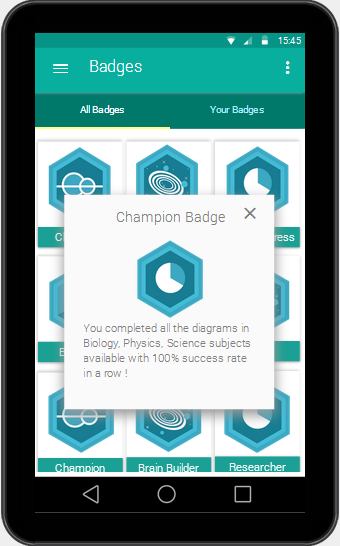 15:45
Badges
All Badges
Your Badges
Champion Badge
You completed all the diagrams in
Biology, Physics, Science subjects
available with 100% success rate
in a row !
Champion
Brain Builder
Researcher